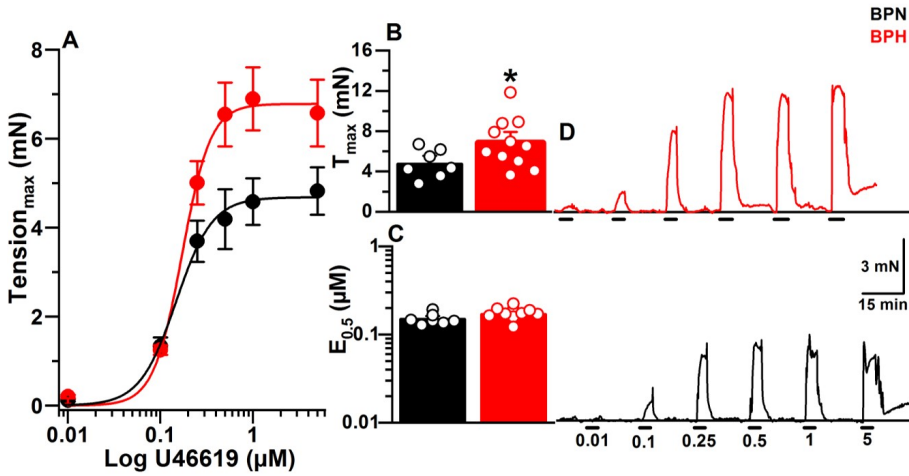 BPN
BPH
A
Tension max (mN)
8
6
4
2
0
0.01
0.1
1
Log U46619 (μM)
B
T max (mN)
16
12
8
4
0
*
C
E 0.5 (μM)
1
0.1
0.01
D
3 mN
15 min
0.01
0.1
0.25
0.5
1
5